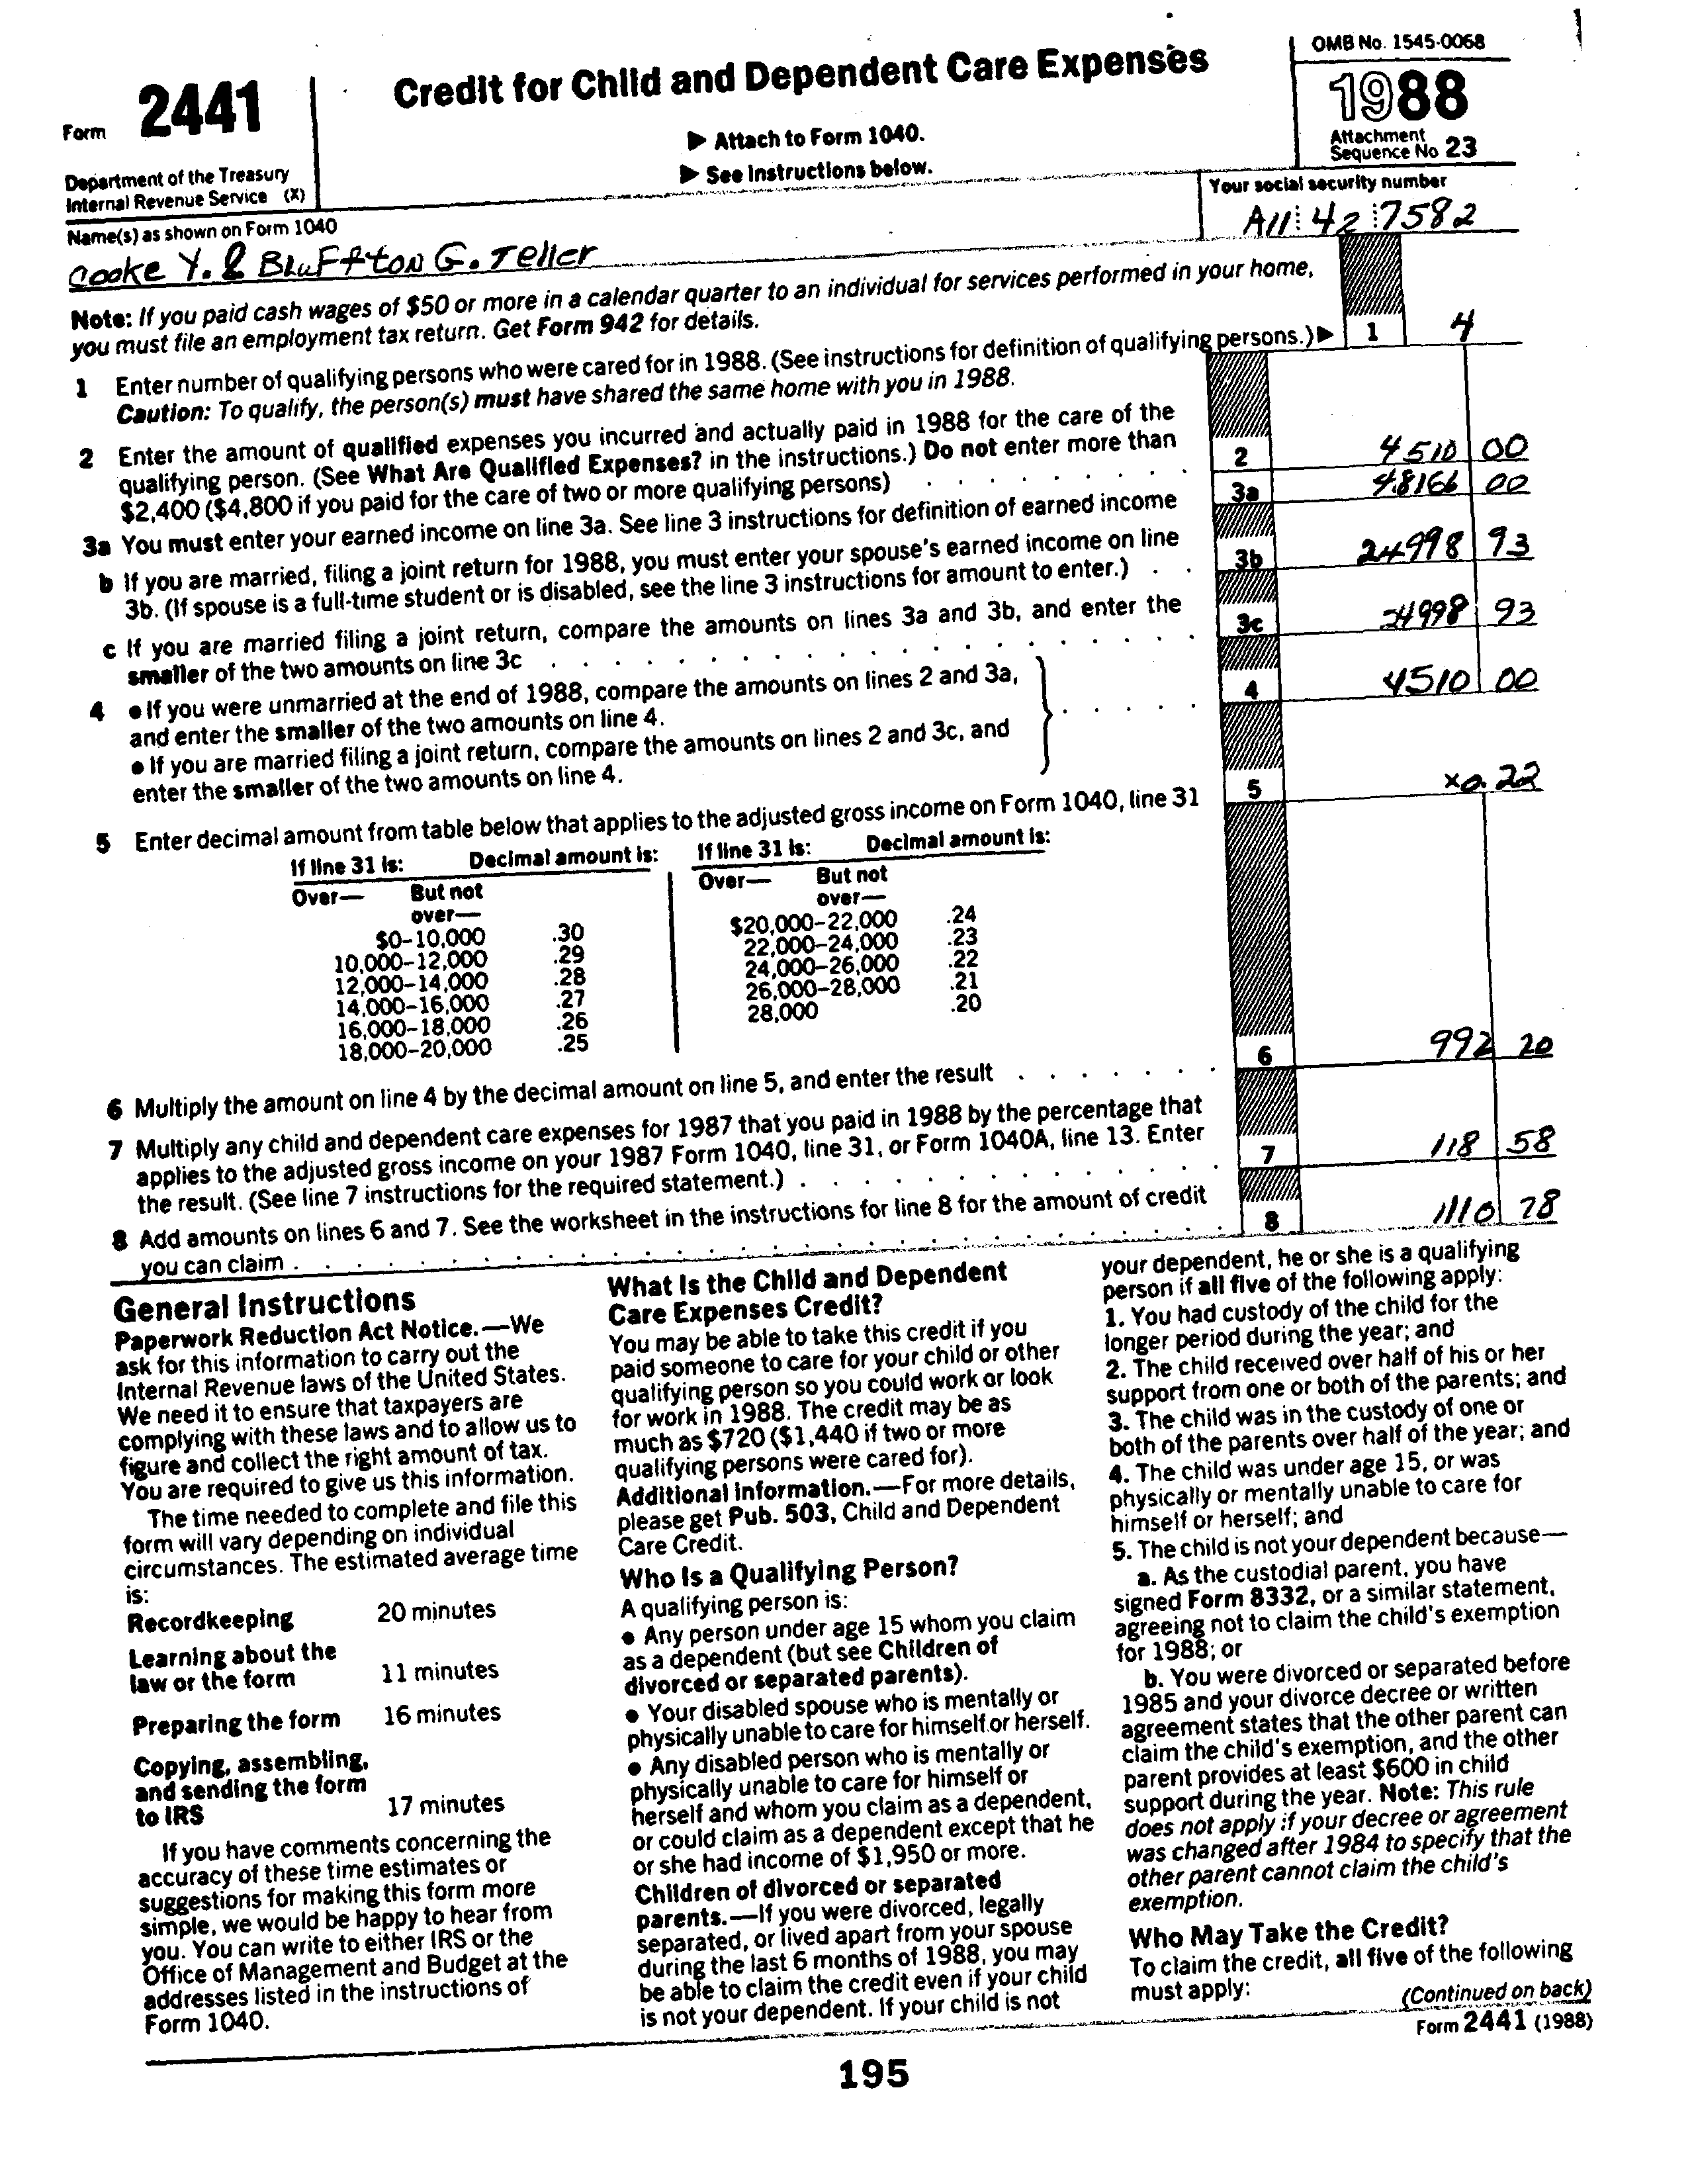 Form 2441
Department of the Treasury
Internal Revenue Service (X)
Credit for Child and Dependent Care Expenses
▶ Attach to Form 1040.
▶ See Instructions below.
OMB No. 1545-0068
1988
Attachment
Sequence No 23
Name(s) as shown on Form 1040
Cooke Y. & Bluffton G. Telier
Your social security number
A11 42 7582
Note: If you paid cash wages of $50 or more in a calendar quarter to an individual for services performed in your home,
you must file an employment tax return. Get Form 942 for details.
1 Enter number of qualifying persons who were cared for in 1988. (See instructions for definition of qualifying persons.) ▶ 1 4
Caution: To qualify, the person(s) must have shared the same home with you in 1988.
2 Enter the amount of qualified expenses you incurred and actually paid in 1988 for the care of the
qualifying person. (See What Are Qualified Expenses? in the instructions.) Do not enter more than
$2,400 ($4,800 if you paid for the care of two or more qualifying persons) 2 4510 00
3a You must enter your earned income on line 3a. See line 3 instructions for definition of earned income 3a 48166 00
b If you are married, filing a joint return for 1988, you must enter your spouse's earned income on line
3b. (If spouse is a full-time student or is disabled, see the line 3 instructions for amount to enter.) 3b 24998 93
c If you are married filing a joint return, compare the amounts on lines 3a and 3b, and enter the
smaller of the two amounts on line 3c 3c 24998 93
4 • If you were unmarried at the end of 1988, compare the amounts on lines 2 and 3a,
and enter the smaller of the two amounts on line 4.
• If you are married filing a joint return, compare the amounts on lines 2 and 3c, and
enter the smaller of the two amounts on line 4. 4 4510 00
5 Enter decimal amount from table below that applies to the adjusted gross income on Form 1040, line 31 5 x0.22
If line 31 is: Decimal amount is: If line 31 is: Decimal amount is:
Over— But not over— Over— But not over—
$0–10,000 .30 $20,000–22,000 .24
10,000–12,000 .29 22,000–24,000 .23
12,000–14,000 .28 24,000–26,000 .22
14,000–16,000 .27 26,000–28,000 .21
16,000–18,000 .26 28,000 .20
18,000–20,000 .25
6 Multiply the amount on line 4 by the decimal amount on line 5, and enter the result 6 992 20
7 Multiply any child and dependent care expenses for 1987 that you paid in 1988 by the percentage that
applies to the adjusted gross income on your 1987 Form 1040, line 31, or Form 1040A, line 13. Enter
the result. (See line 7 instructions for the required statement.) 7 118 58
8 Add amounts on lines 6 and 7. See the worksheet in the instructions for line 8 for the amount of credit
you can claim 8 1110 78
General Instructions
Paperwork Reduction Act Notice.—We
ask for this information to carry out the
Internal Revenue laws of the United States.
We need it to ensure that taxpayers are
complying with these laws and to allow us to
figure and collect the right amount of tax.
You are required to give us this information.
The time needed to complete and file this
form will vary depending on individual
circumstances. The estimated average time
is:
Recordkeeping 20 minutes
Learning about the
law or the form 11 minutes
Preparing the form 16 minutes
Copying, assembling,
and sending the form
to IRS 17 minutes
If you have comments concerning the
accuracy of these time estimates or
suggestions for making this form more
simple, we would be happy to hear from
you. You can write to either IRS or the
Office of Management and Budget at the
addresses listed in the instructions of
Form 1040.
What Is the Child and Dependent
Care Expenses Credit?
You may be able to take this credit if you
paid someone to care for your child or other
qualifying person so you could work or look
for work in 1988. The credit may be as
much as $720 ($1,440 if two or more
qualifying persons were cared for).
Additional Information.—For more details,
please get Pub. 503, Child and Dependent
Care Credit.
Who Is a Qualifying Person?
A qualifying person is:
• Any person under age 15 whom you claim
as a dependent (but see Children of
divorced or separated parents).
• Your disabled spouse who is mentally or
physically unable to care for himself or herself.
• Any disabled person who is mentally or
physically unable to care for himself or
herself and whom you claim as a dependent,
or could claim as a dependent except that he
or she had income of $1,950 or more.
Children of divorced or separated
parents.—If you were divorced, legally
separated, or lived apart from your spouse
during the last 6 months of 1988, you may
be able to claim the credit even if your child
is not your dependent. If your child is not
your dependent, he or she is a qualifying
person if all five of the following apply:
1. You had custody of the child for the
longer period during the year; and
2. The child received over half of his or her
support from one or both of the parents; and
3. The child was in the custody of one or
both of the parents over half of the year; and
4. The child was under age 15, or was
physically or mentally unable to care for
himself or herself; and
5. The child is not your dependent because—
a. As the custodial parent, you have
signed Form 8332, or a similar statement,
agreeing not to claim the child's exemption
for 1988; or
b. You were divorced or separated before
1985 and your divorce decree or written
agreement states that the other parent can
claim the child's exemption, and the other
parent provides at least $600 in child
support during the year. Note: This rule
does not apply if your decree or agreement
was changed after 1984 to specify that the
other parent cannot claim the child's
exemption.
Who May Take the Credit?
To claim the credit, all five of the following
must apply:
(Continued on back)
Form 2441 (1988)
195